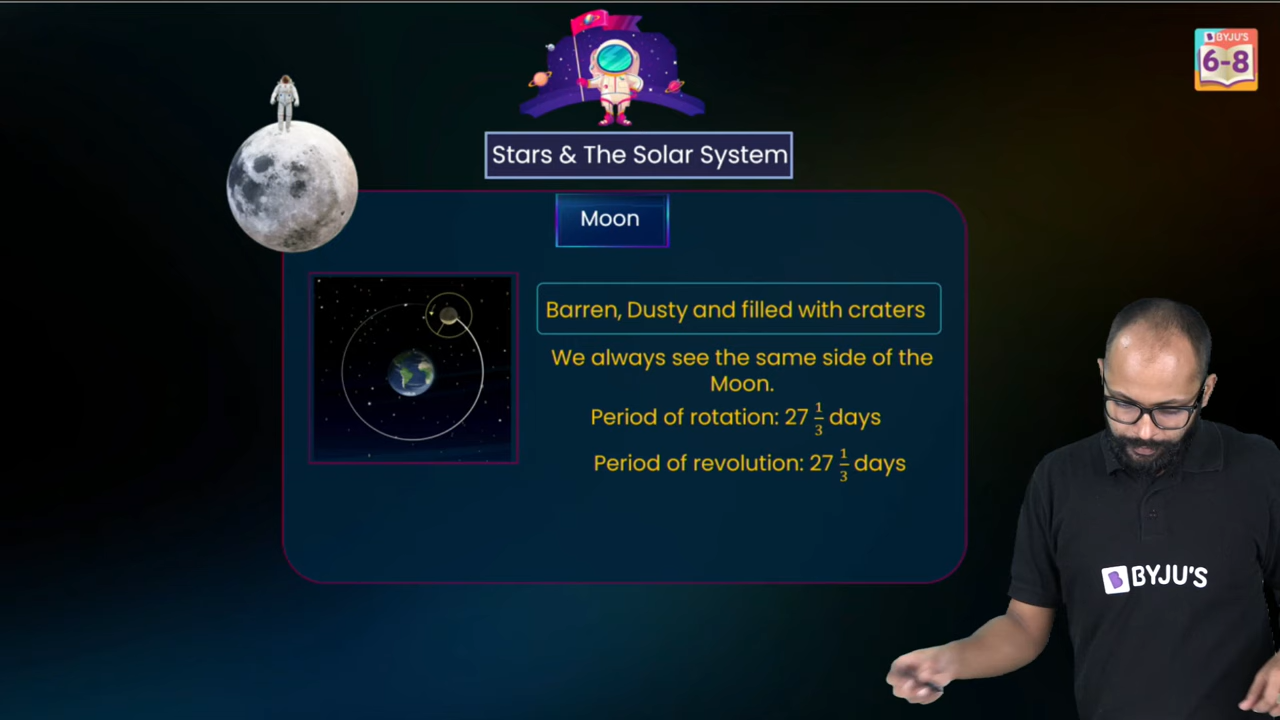 BYJU'S
6-8
Stars & The Solar System
Moon
Barren, Dusty and filled with craters
We always see the same side of the
Moon.
Period of rotation: 27 1/3 days
Period of revolution: 27 1/3 days
BYJU'S